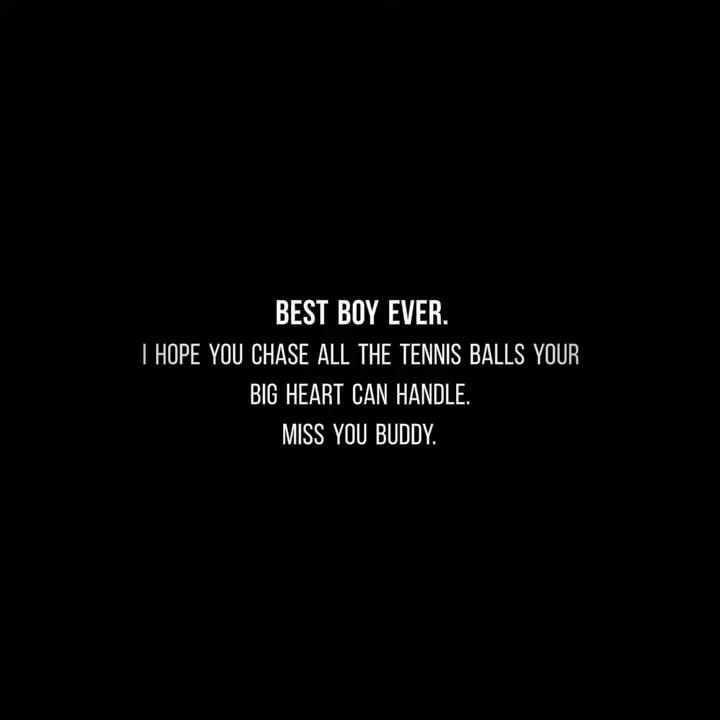 BEST BOY EVER.
I HOPE YOU CHASE ALL THE TENNIS BALLS YOUR
BIG HEART CAN HANDLE.
MISS YOU BUDDY.